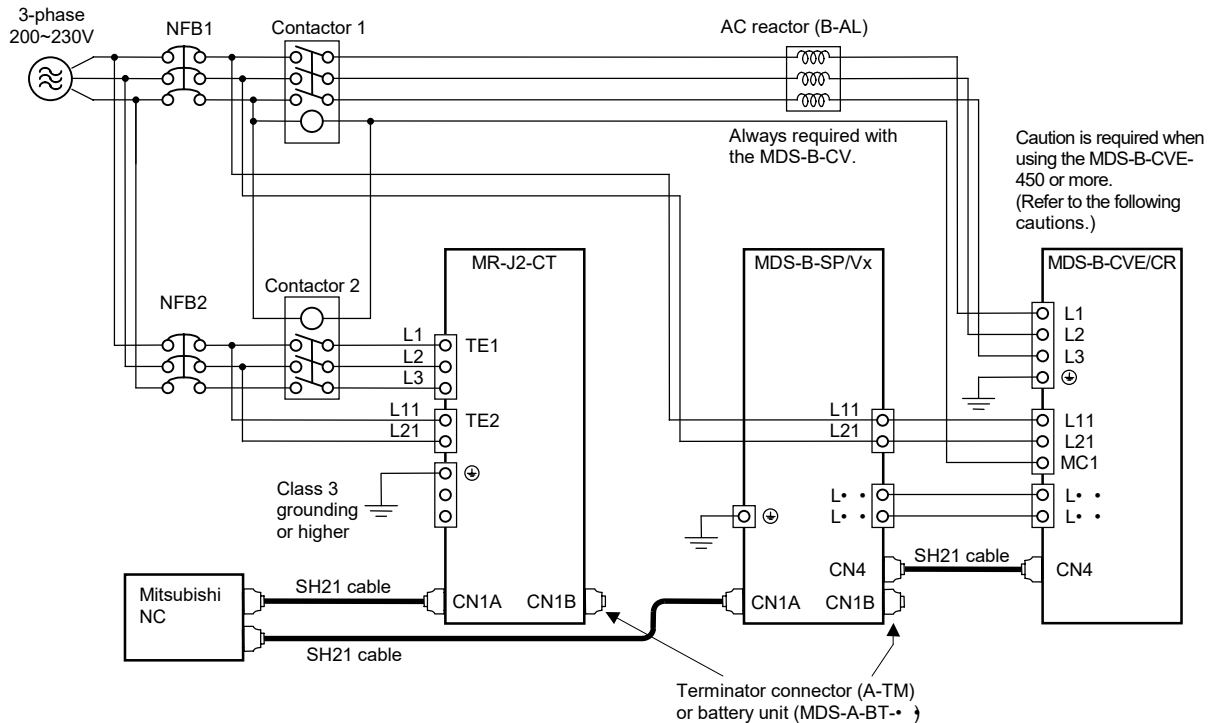 3-phase
200~230V
NFB1
Contactor 1
AC reactor (B-AL)
Always required with
the MDS-B-CV.
Caution is required when
using the MDS-B-CVE-
450 or more.
(Refer to the following
cautions.)
MR-J2-CT
MDS-B-SP/Vx
MDS-B-CVE/CR
Contactor 2
NFB2
L1
L2
L3
TE1
L11
L21
TE2
Class 3
grounding
or higher
L11
L21
L• •
L• •
L1
L2
L3
L11
L21
MC1
L• •
L• •
CN4
SH21 cable
CN4
Mitsubishi
NC
SH21 cable
CN1A
CN1B
CN1A
CN1B
SH21 cable
Terminator connector (A-TM)
or battery unit (MDS-A-BT-• •)